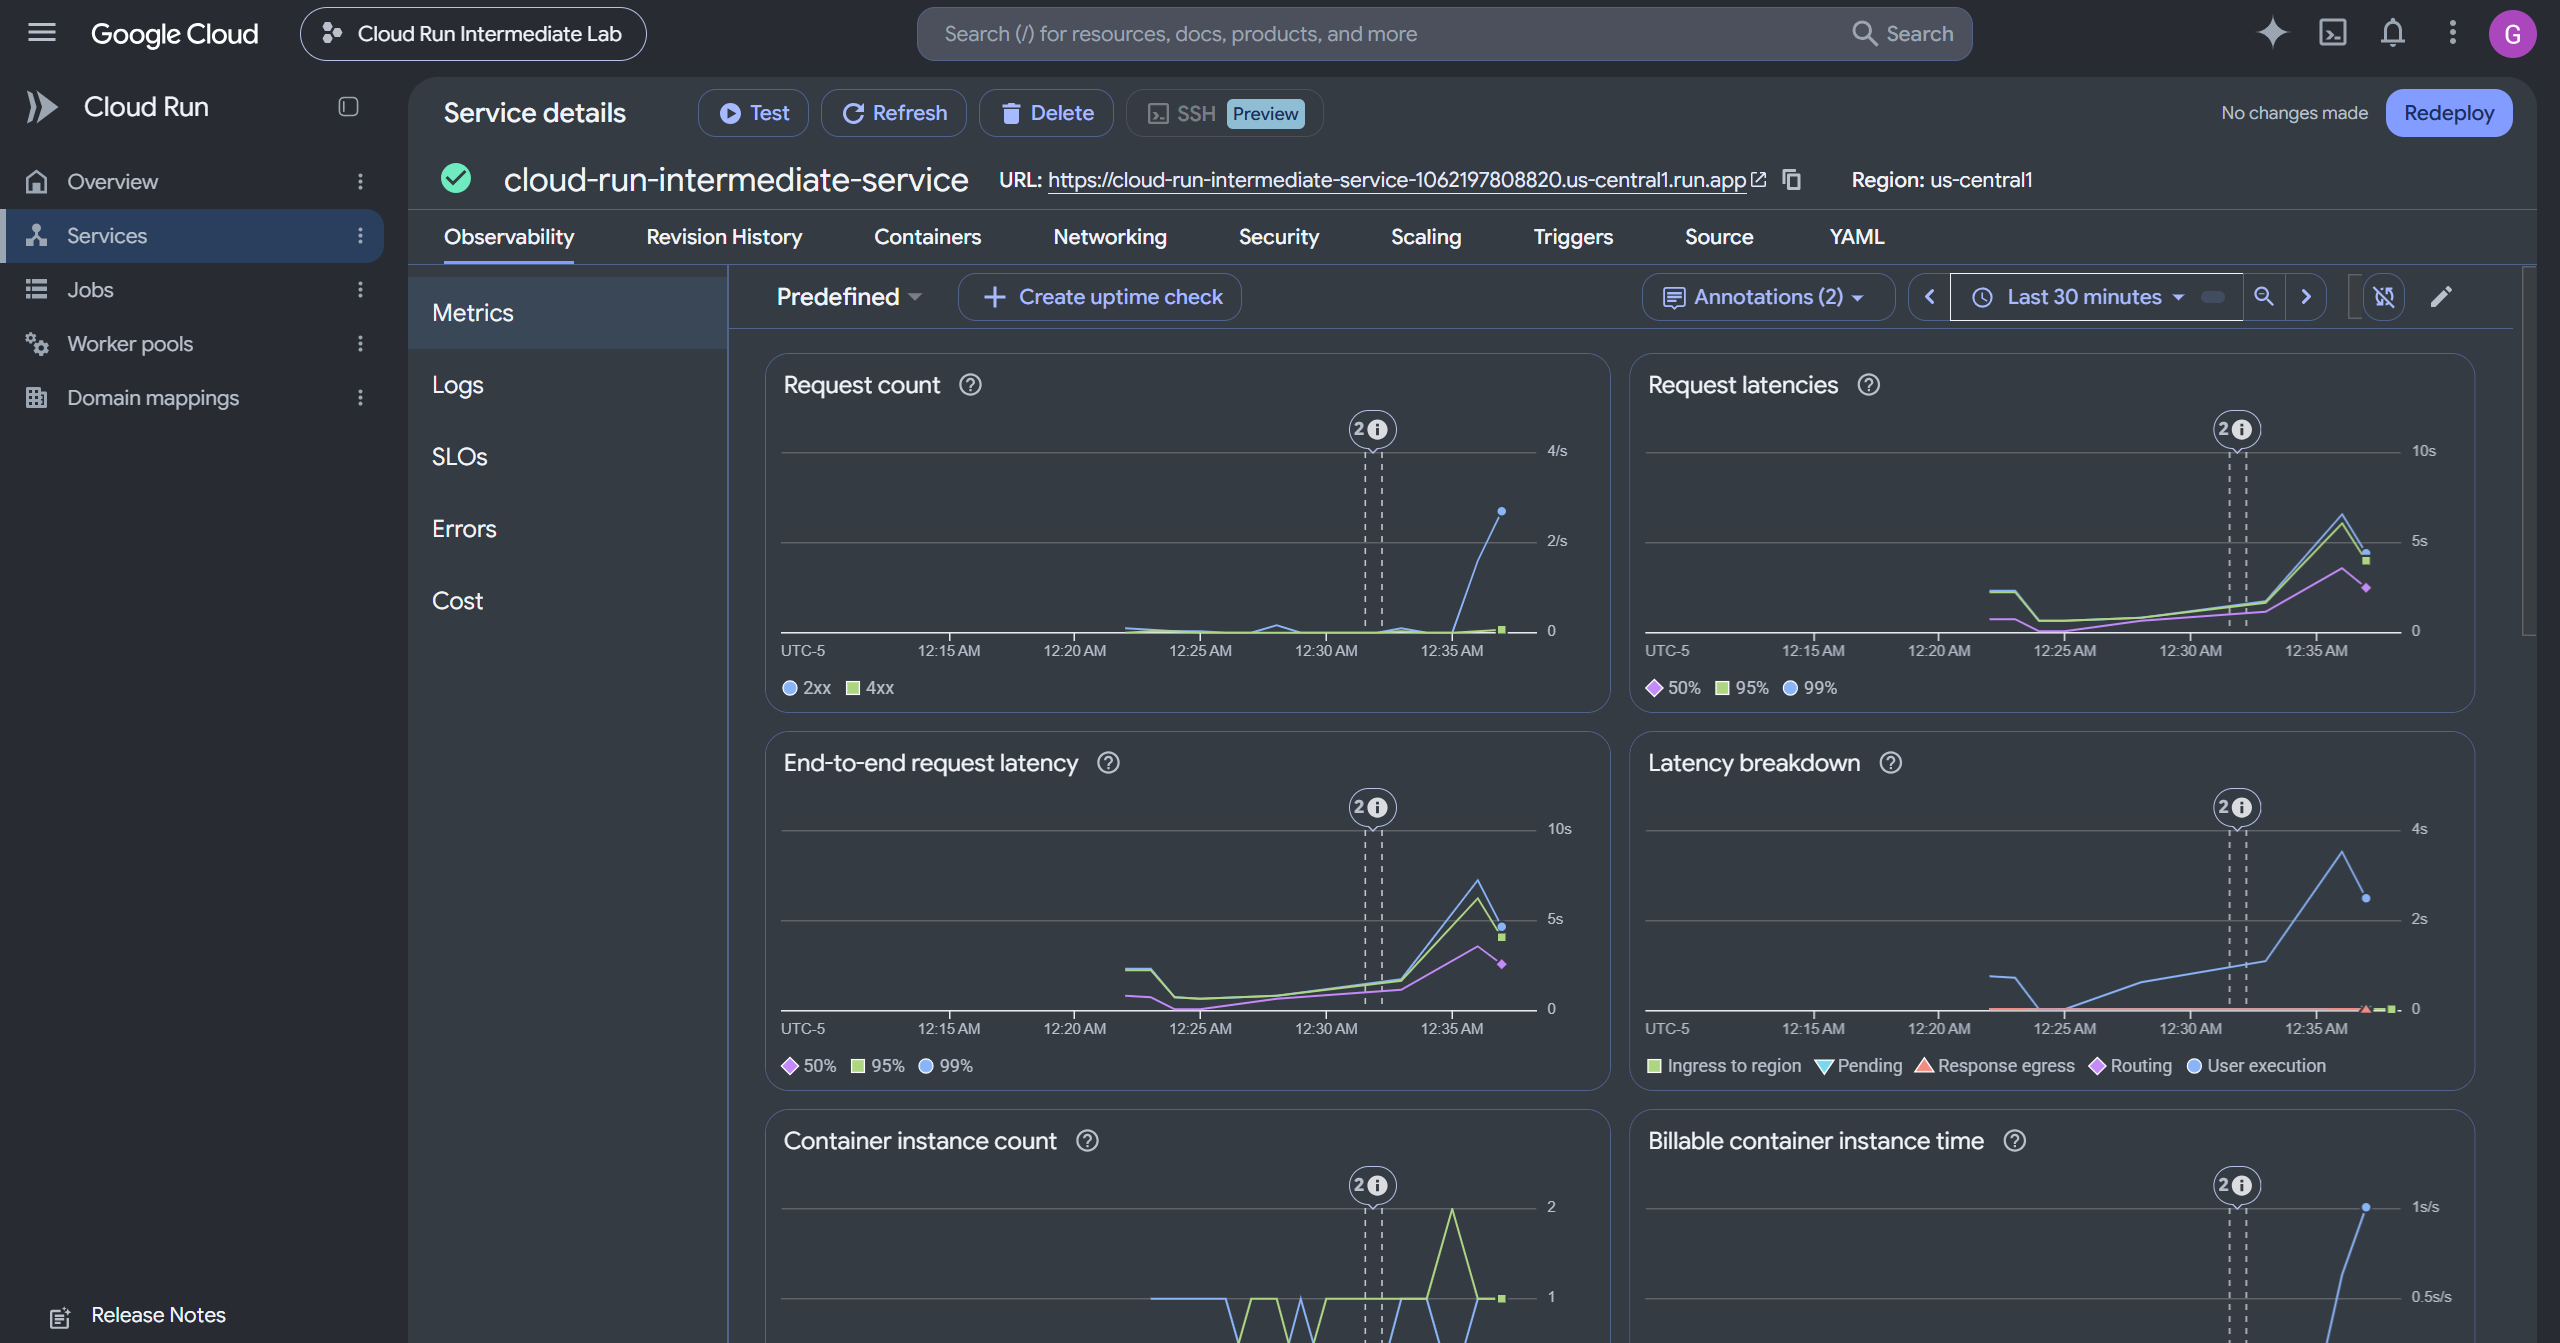 Google Cloud
Cloud Run Intermediate Lab
Search (/) for resources, docs, products, and more
Search
G
Cloud Run
Overview
Services
Jobs
Worker pools
Domain mappings
Release Notes
Service details
Test
Refresh
Delete
SSH Preview
No changes made
Redeploy
cloud-run-intermediate-service
URL: https://cloud-run-intermediate-service-1062197808820.us-central1.run.app
Region: us-central1
Observability Revision History Containers Networking Security Scaling Triggers Source YAML
Metrics
Logs
SLOs
Errors
Cost
Predefined
Create uptime check
Annotations (2)
Last 30 minutes
Request count
2
4/s
2/s
0
UTC-5 12:15 AM 12:20 AM 12:25 AM 12:30 AM 12:35 AM
2xx 4xx
Request latencies
2
10s
5s
0
UTC-5 12:15 AM 12:20 AM 12:25 AM 12:30 AM 12:35 AM
50% 95% 99%
End-to-end request latency
2
10s
5s
0
UTC-5 12:15 AM 12:20 AM 12:25 AM 12:30 AM 12:35 AM
50% 95% 99%
Latency breakdown
2
4s
2s
0
UTC-5 12:15 AM 12:20 AM 12:25 AM 12:30 AM 12:35 AM
Ingress to region Pending Response egress Routing User execution
Container instance count
2
2
1
Billable container instance time
2
1s/s
0.5s/s